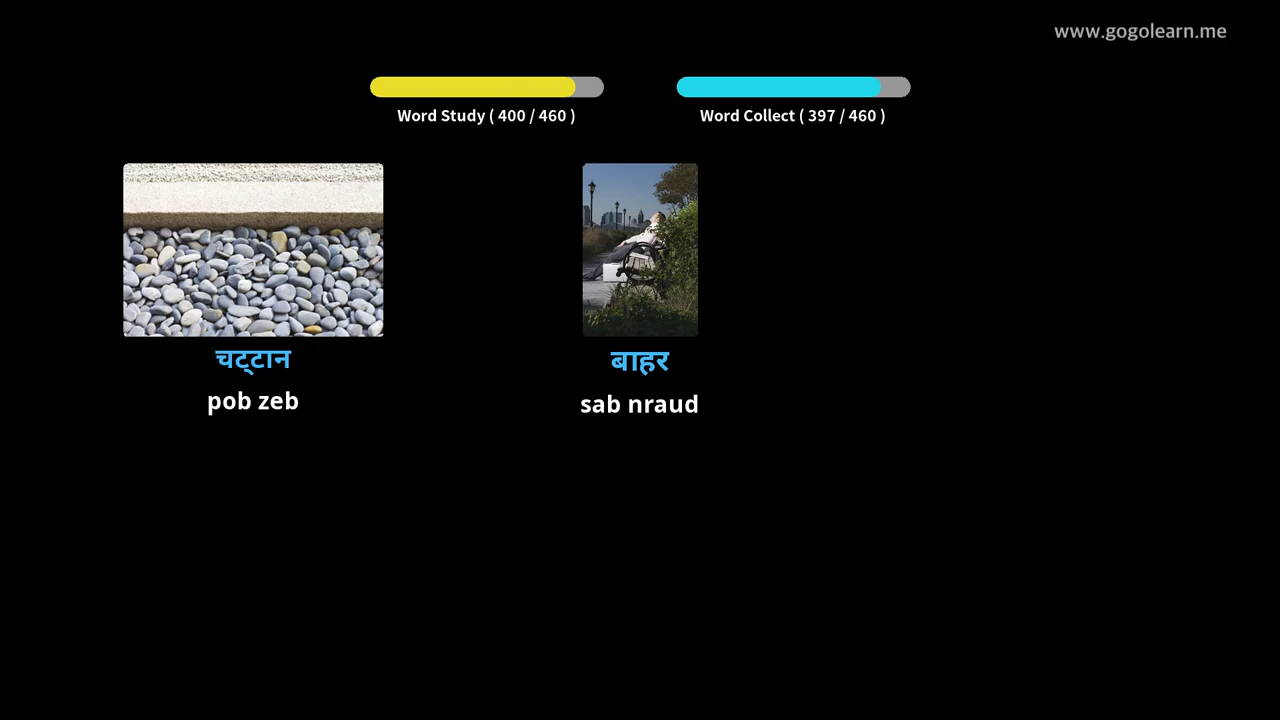 www.gogolearn.me
Word Study ( 400 / 460 )
Word Collect ( 397 / 460 )
चट्टान
pob zeb
बाहर
sab nraud